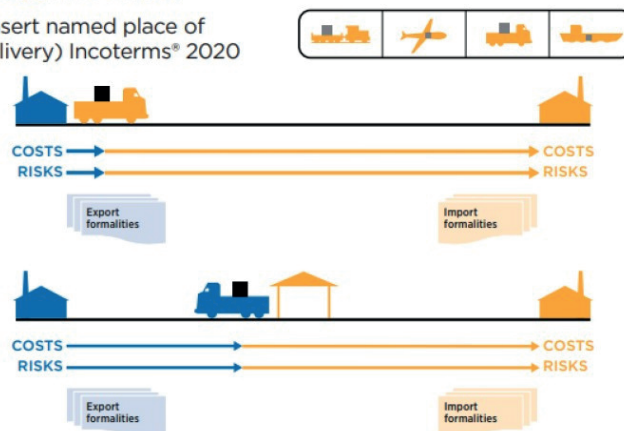 sert named place of
livery) Incoterms® 2020
COSTS COSTS
RISKS RISKS
Export
formalities
Import
formalities
COSTS COSTS
RISKS RISKS
Export
formalities
Import
formalities